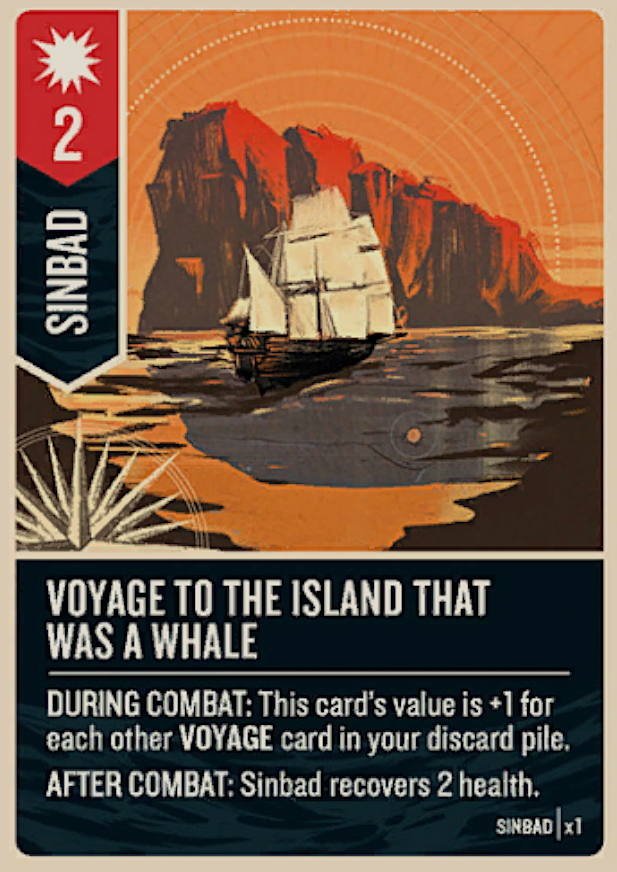 2
SINBAD
VOYAGE TO THE ISLAND THAT
WAS A WHALE
DURING COMBAT: This card's value is +1 for
each other VOYAGE card in your discard pile.
AFTER COMBAT: Sinbad recovers 2 health.
SINBAD | x1